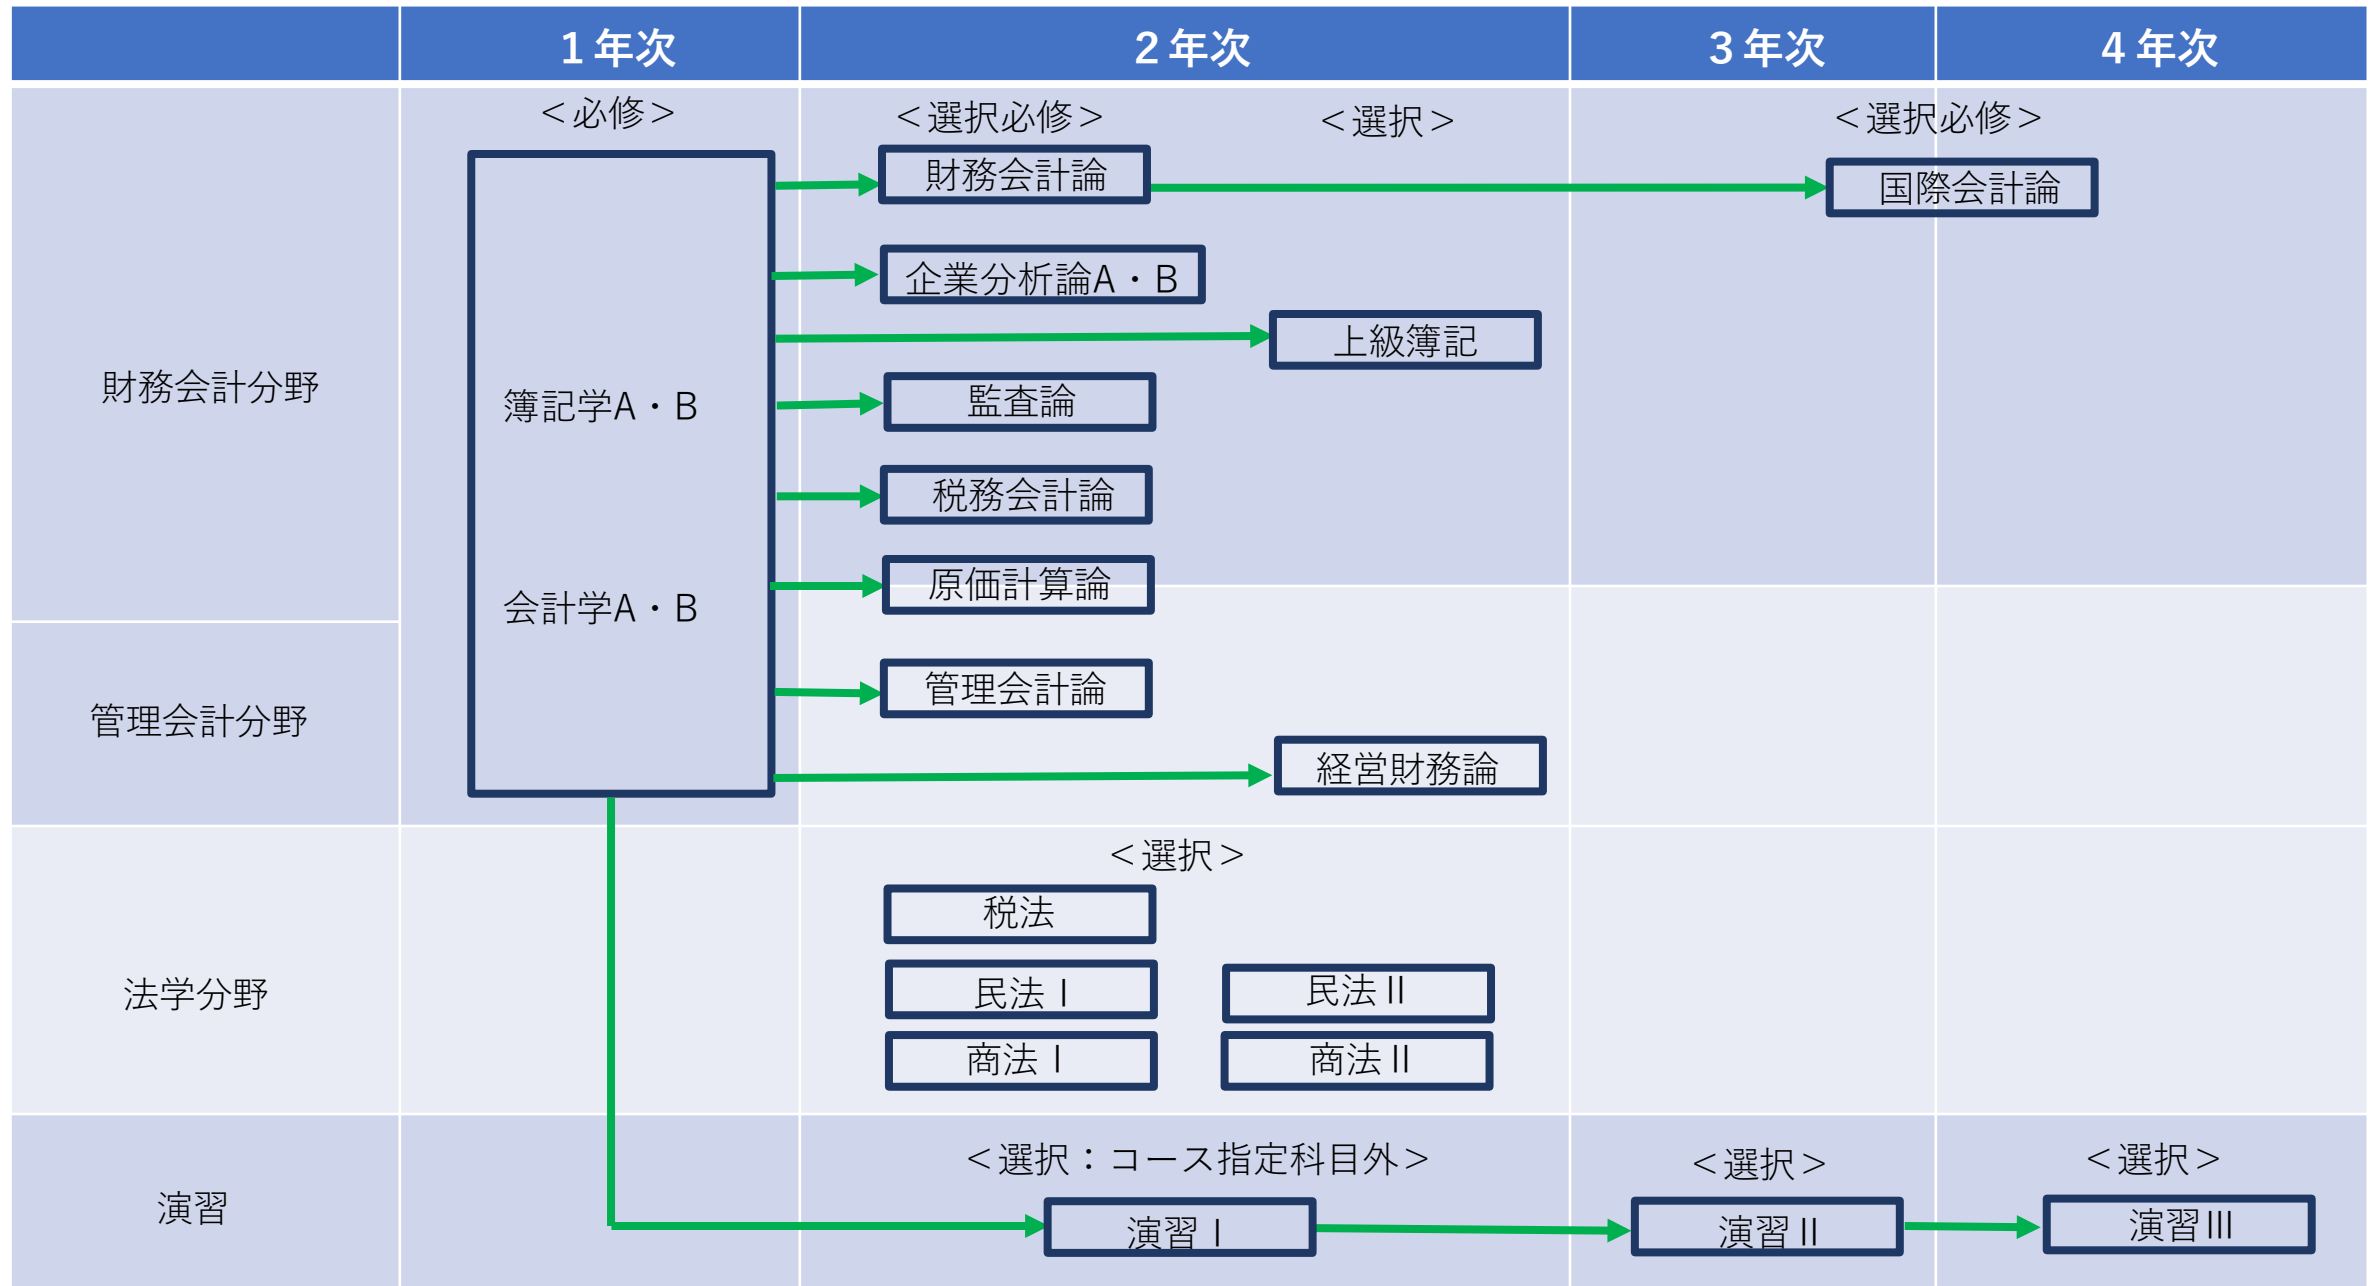 1年次
2年次
3年次
4年次
<必修>
<選択必修>
<選択>
<選択必修>
財務会計論
国際会計論
企業分析論A・B
上級簿記
財務会計分野
簿記学A・B
監査論
税務会計論
原価計算論
会計学A・B
管理会計論
管理会計分野
経営財務論
<選択>
税法
法学分野
民法Ⅰ
民法Ⅱ
商法Ⅰ
商法Ⅱ
<選択：コース指定科目外>
<選択>
<選択>
演習
演習Ⅰ
演習Ⅱ
演習Ⅲ